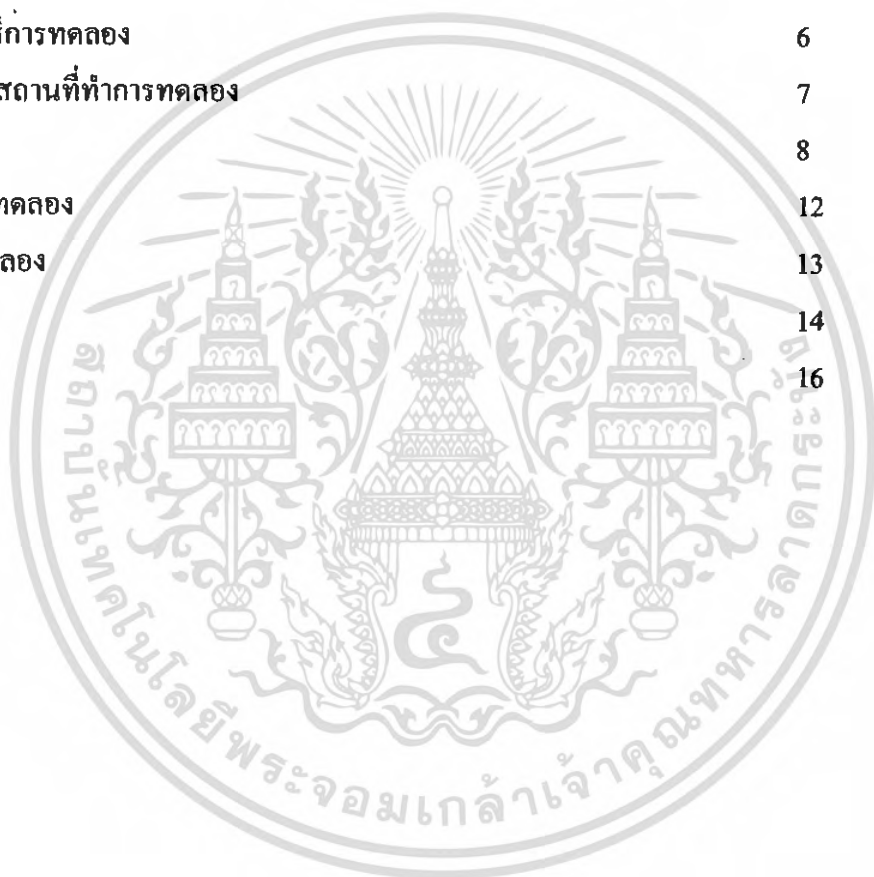 การทดลอง 6
สถานที่ทำการทดลอง 7
8
ทดลอง 12
ลอง 13
14
16
สถาบันเทคโนโลยีพระจอมเกล้าเจ้าคุณทหารลาดกระบัง
๔